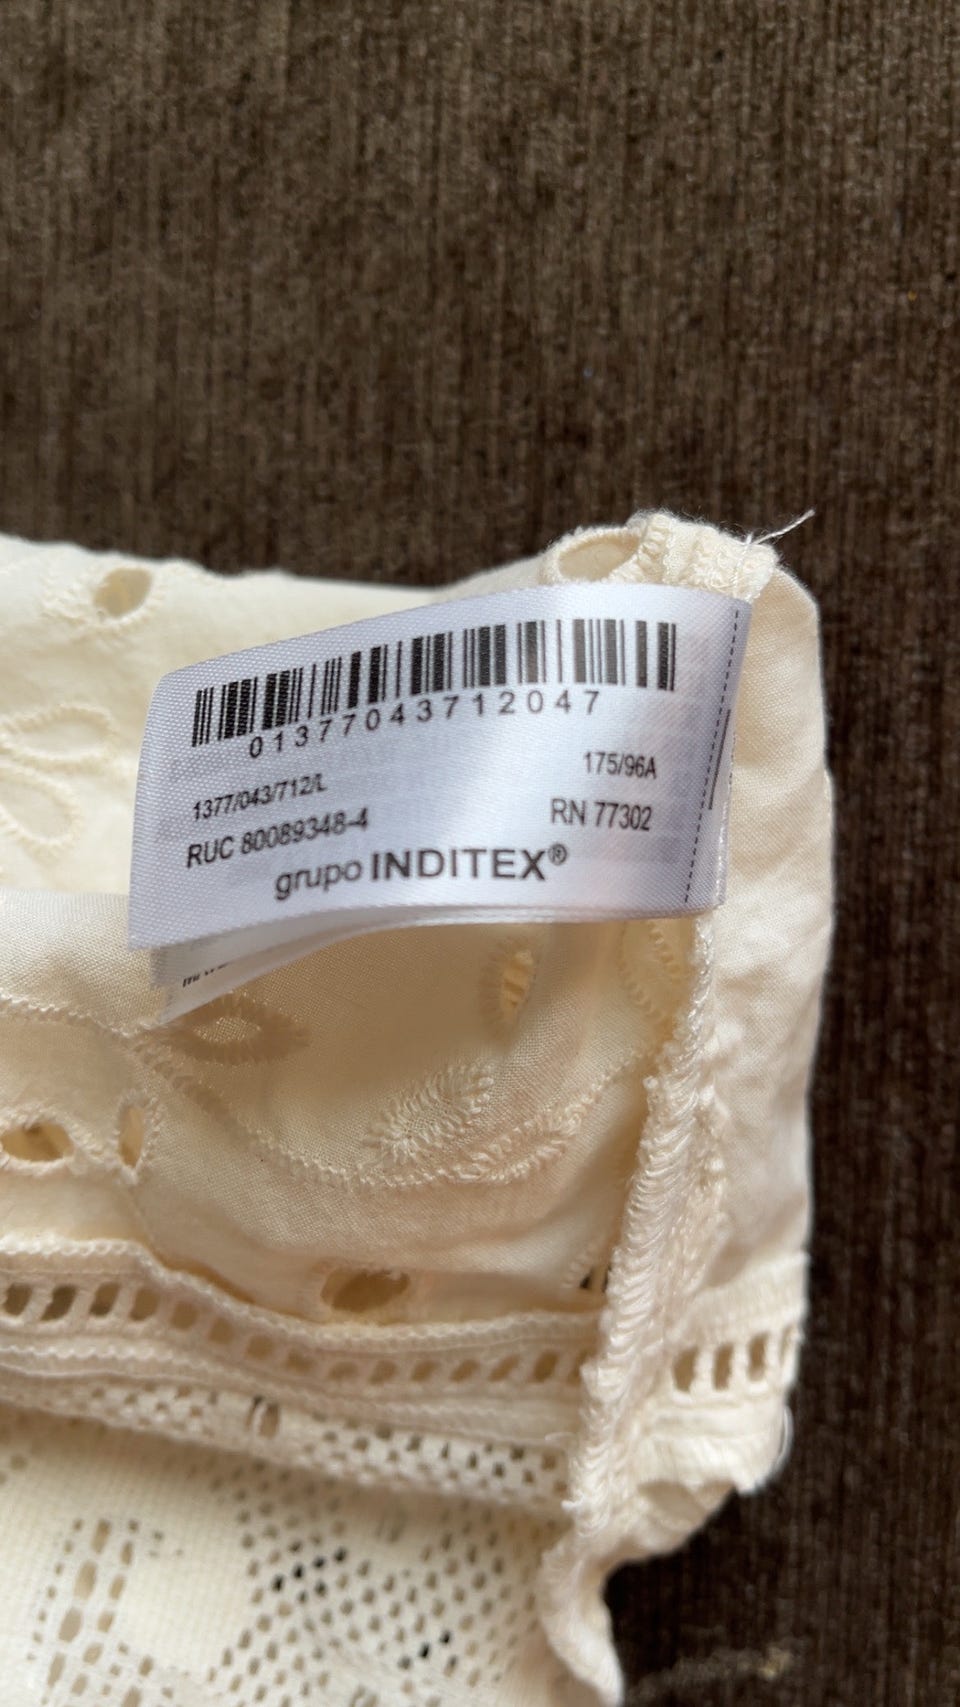 01377043712047
1377/043/712/L 175/96A
RUC 80089348-4 RN 77302
grupo INDITEX®